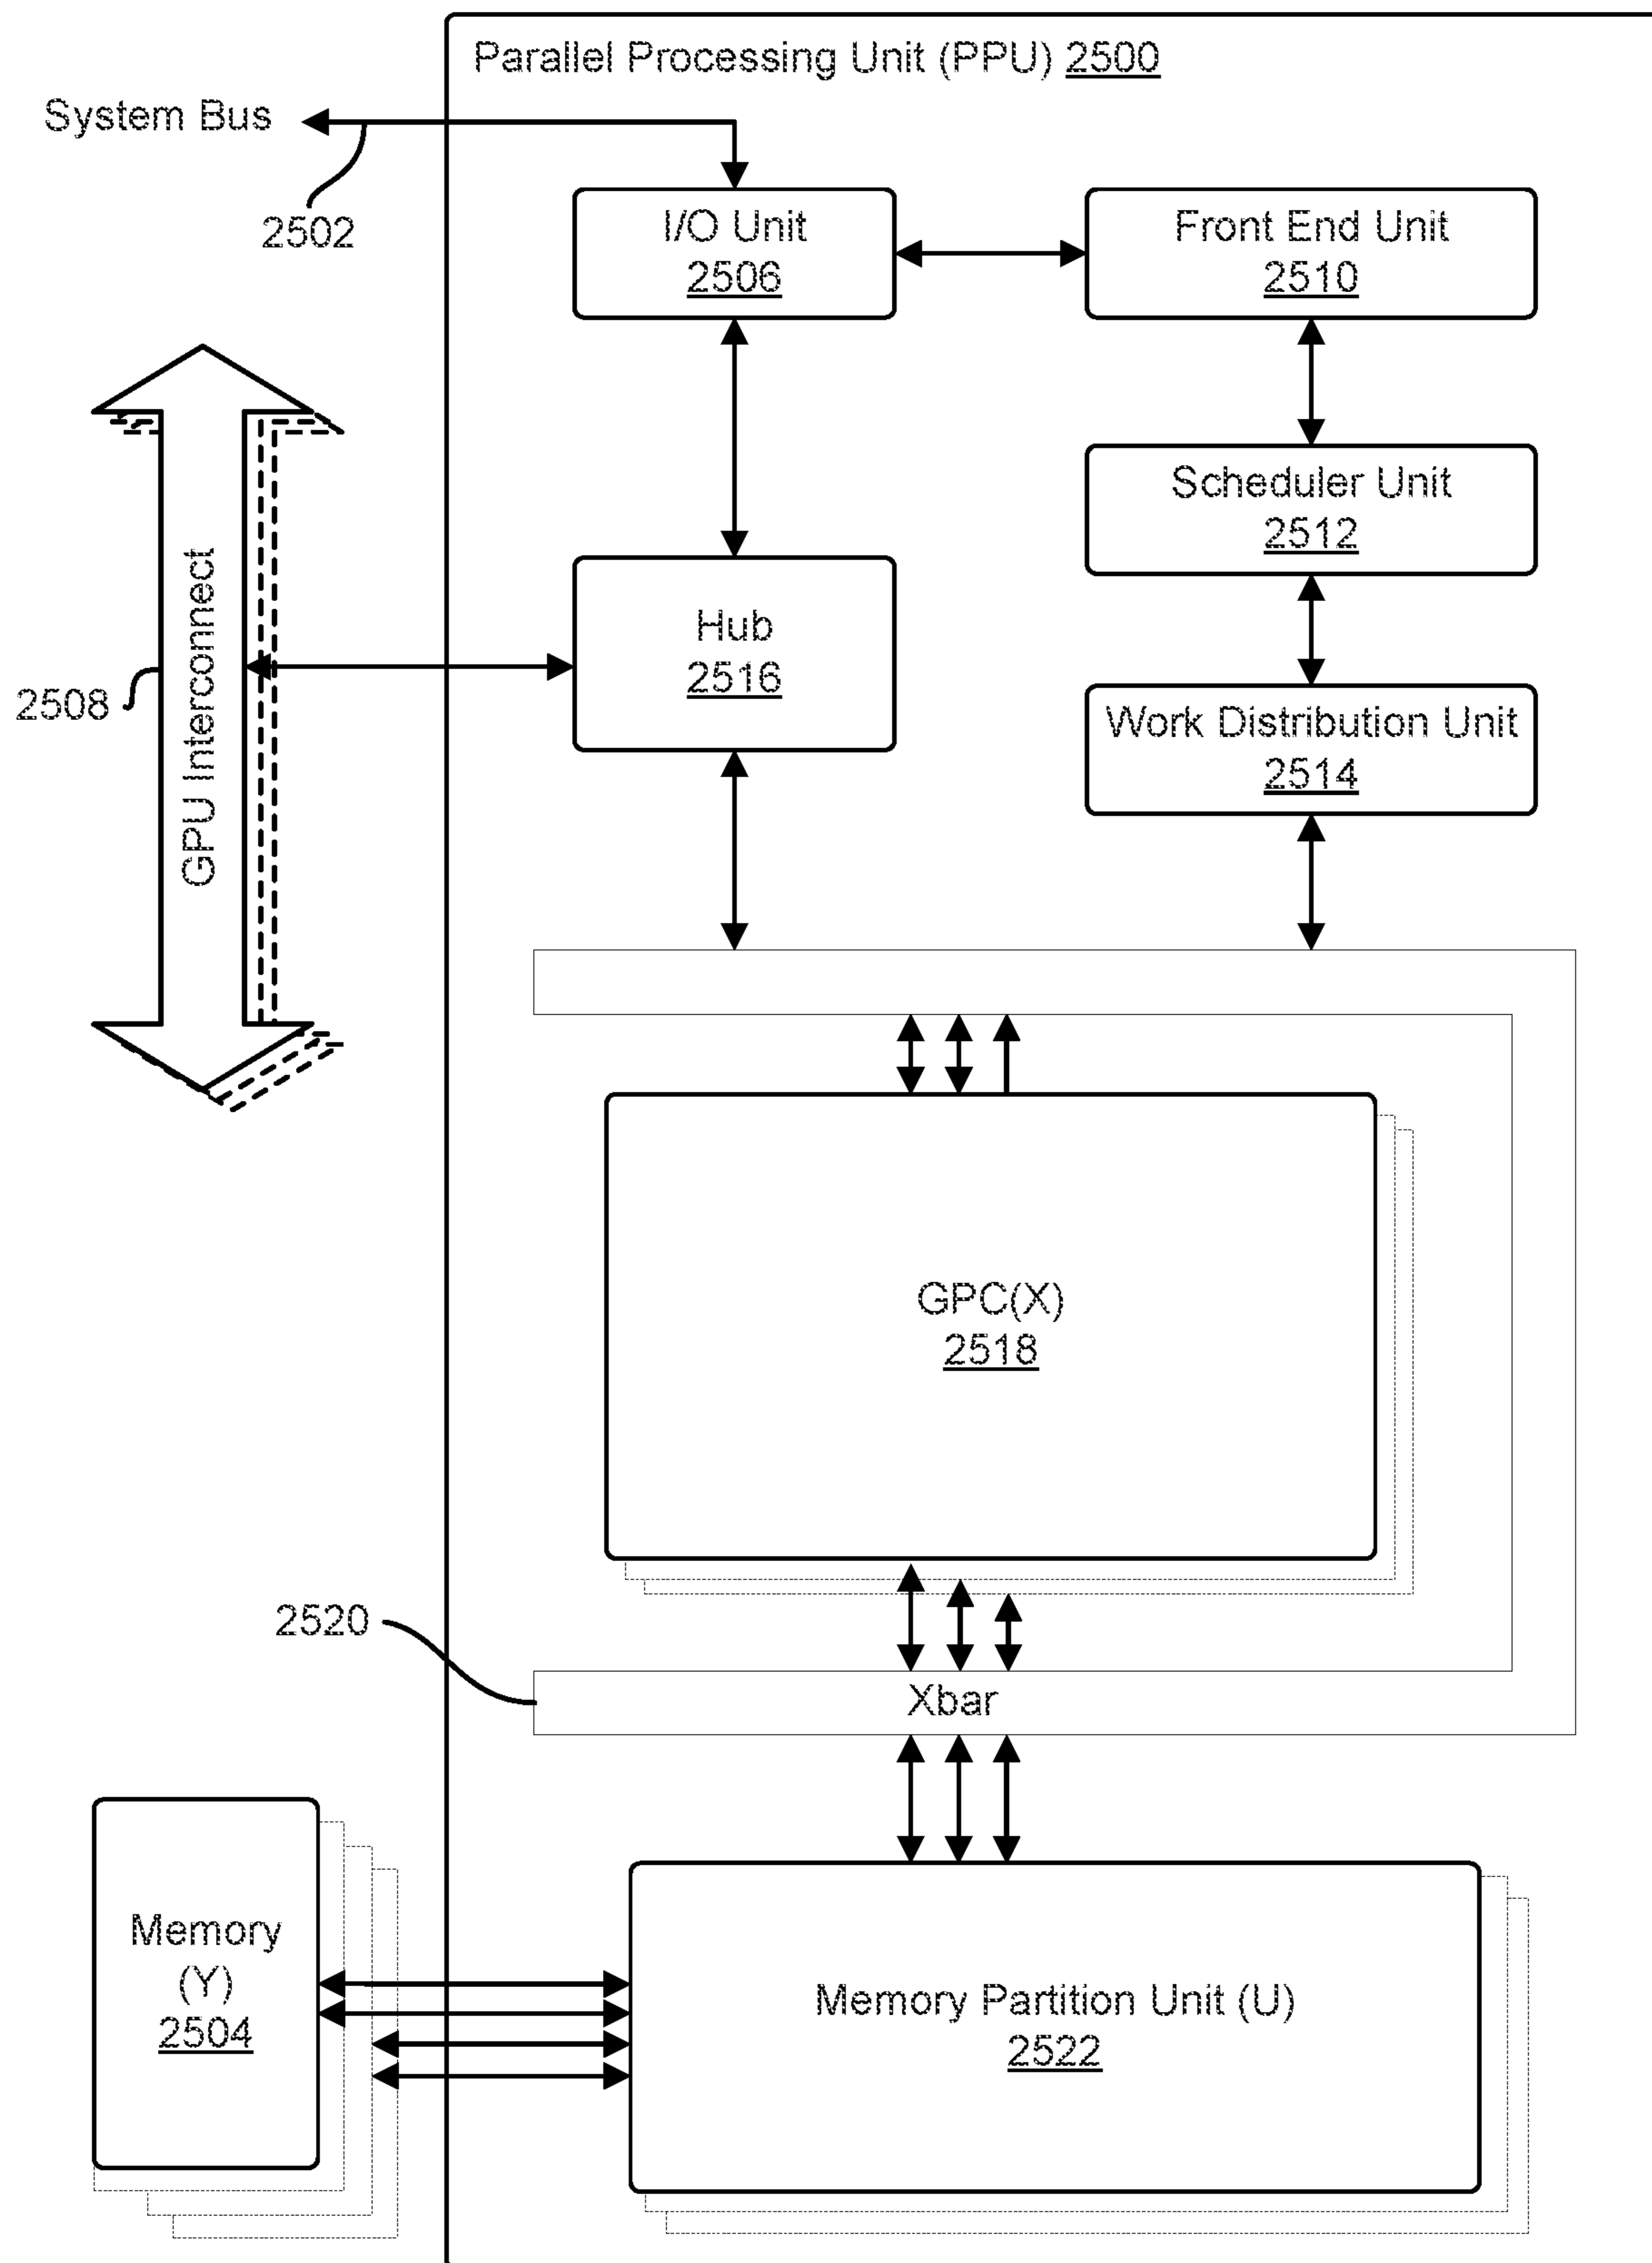 Parallel Processing Unit (PPU) 2500
System Bus
2502
I/O Unit
2506
Front End Unit
2510
Scheduler Unit
2512
GPU Interconnect
2508
Hub
2516
Work Distribution Unit
2514
GPC(X)
2518
2520
Xbar
Memory
(Y)
2504
Memory Partition Unit (U)
2522